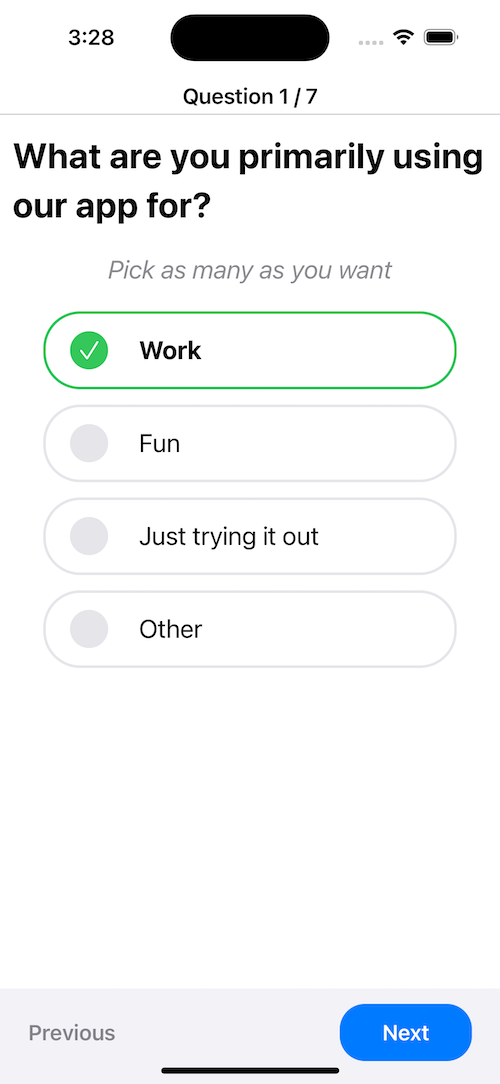 3:28
Question 1 / 7
What are you primarily using
our app for?
Pick as many as you want
Work
Fun
Just trying it out
Other
Previous
Next